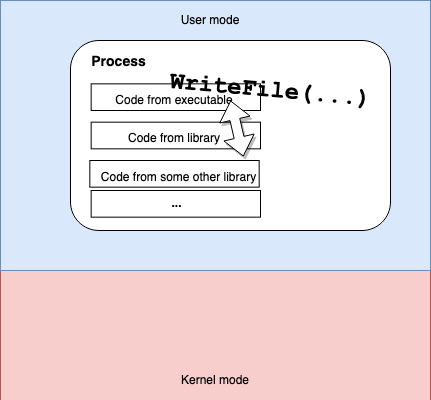 User mode
Process
WriteFile(...)
Code from executable
Code from library
Code from some other library
...
Kernel mode